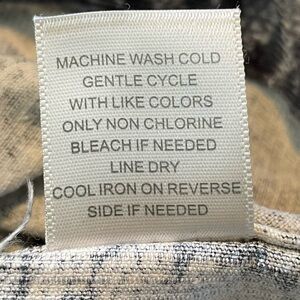 MACHINE WASH COLD
GENTLE CYCLE
WITH LIKE COLORS
ONLY NON CHLORINE
BLEACH IF NEEDED
LINE DRY
COOL IRON ON REVERSE
SIDE IF NEEDED